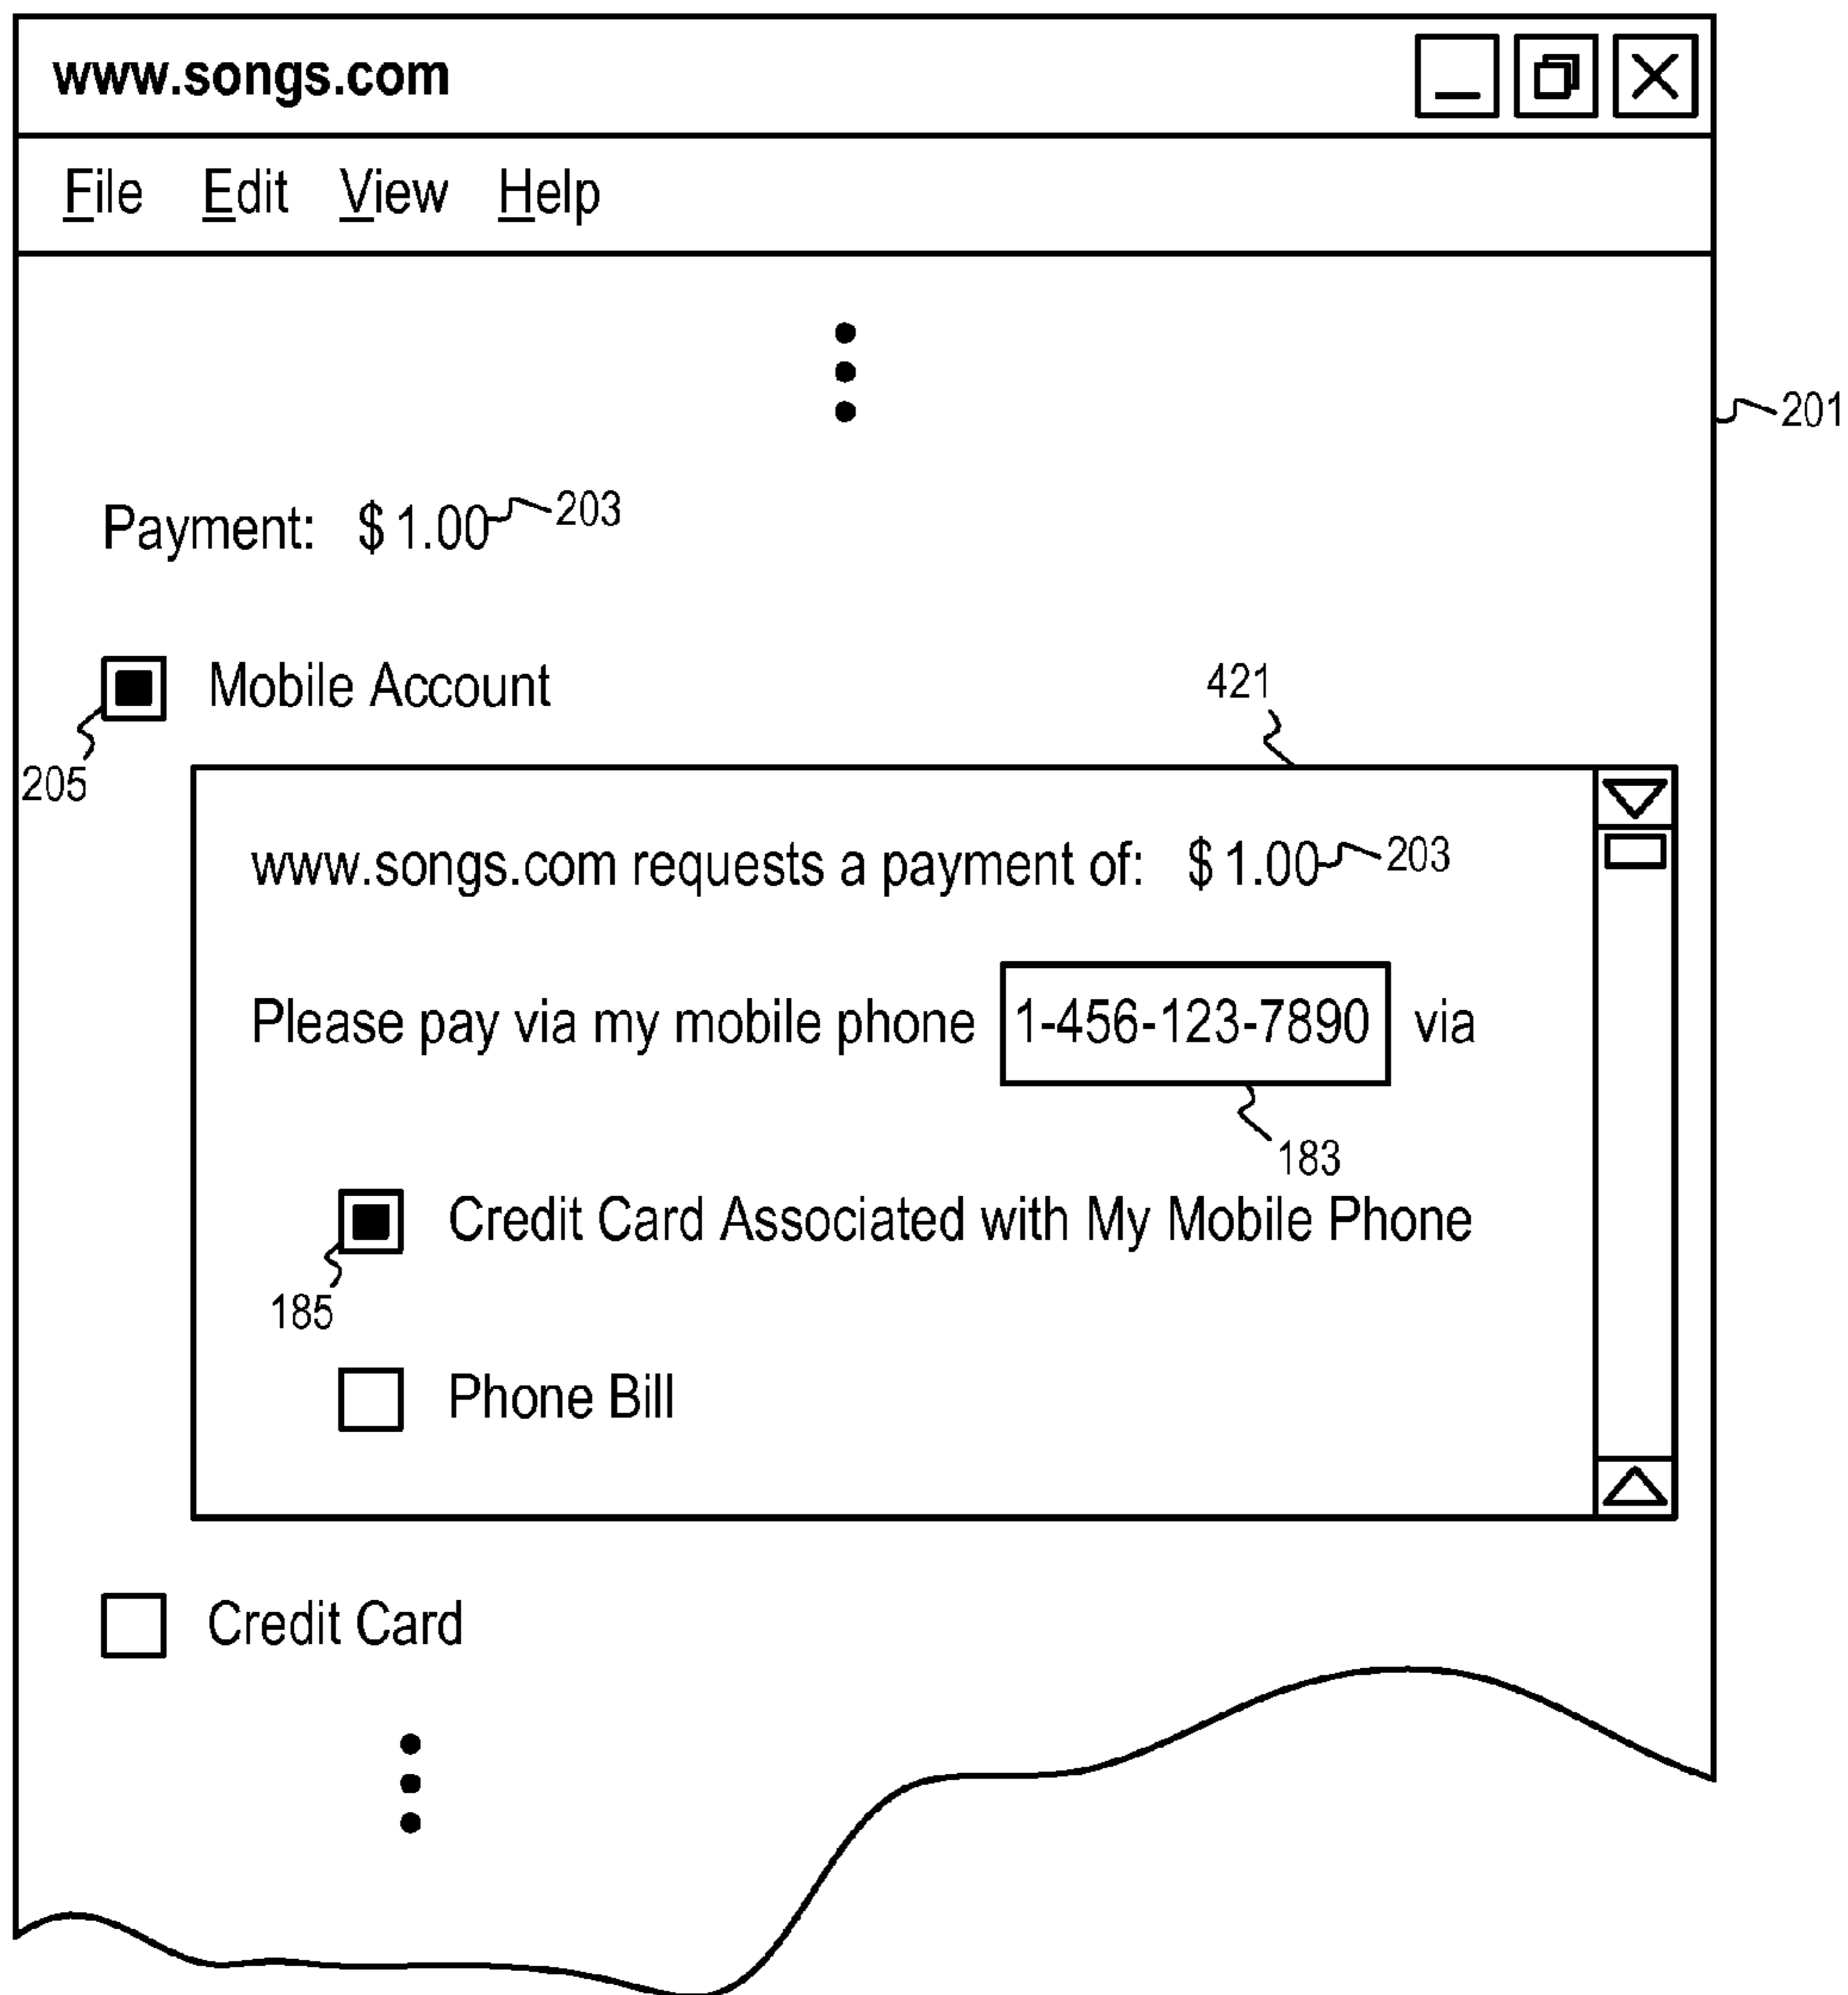 www.songs.com
File Edit View Help
201
Payment: $1.00 203
Mobile Account
205
421
www.songs.com requests a payment of: $1.00 203
Please pay via my mobile phone 1-456-123-7890 via
183
Credit Card Associated with My Mobile Phone
185
Phone Bill
Credit Card